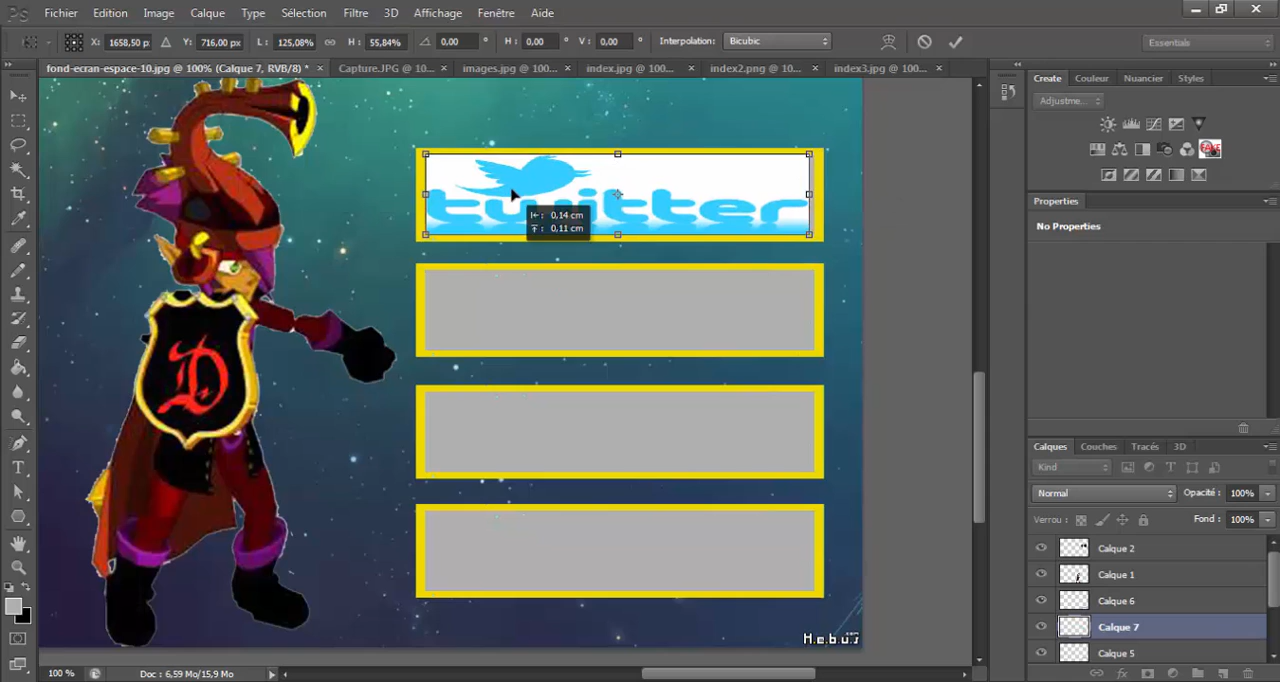 Ps Fichier Edition Image Calque Type Sélection Filtre 3D Affichage Fenêtre Aide
X: 1658,50 p Y: 716,00 px L: 125,08% H: 55,84% 0,00 ° H: 0,00 ° V: 0,00 ° Interpolation: Bicubic Essentials
fond-ecran-espace-10.jpg @ 100% (Calque 7, RVB/8) * × Capture.JPG @ 10... × images.jpg @ 100... × index.jpg @ 100... × index2.png @ 100... × index3.jpg @ 100... ×
Create Couleur Nuancier Styles
Adjustme...
FAKE
Properties
No Properties
twitter
0,14 cm
0,11 cm
D
Calques Couches Tracés 3D
Kind
Normal Opacité : 100%
Verrou : Fond : 100%
Calque 2
Calque 1
Calque 6
Calque 7
Calque 5
H.e.b.u.s
100 % Doc : 6,59 Mo/15,9 Mo